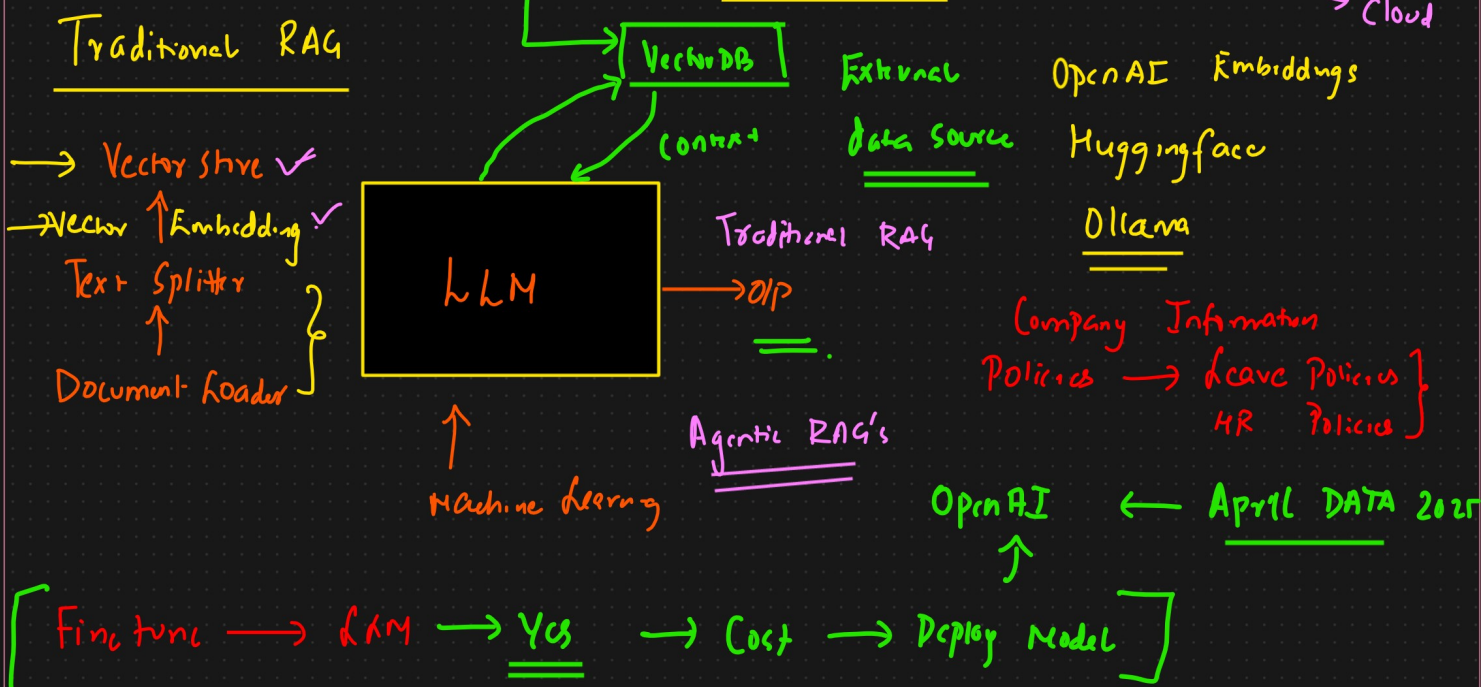 Cloud
Traditional RAG
VectorDB
External
data source
OpenAI Embeddings
Huggingface
Ollama
context
Vector store
Vector Embedding
Text Splitter
Document Loader
LLM
Traditional RAG
O/P
Machine Learning
Agentic RAG's
Company Information
Policies → Leave Policies
HR Policies
OpenAI ← April DATA 2025
Finetune → LLM → Yes → Cost → Deploy Model